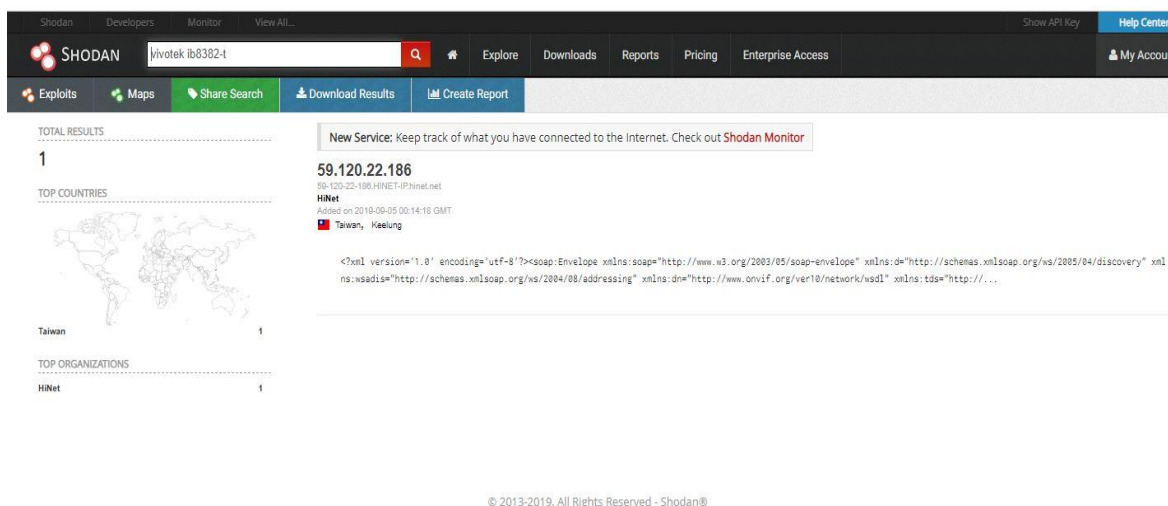 Shodan Developers Monitor View All... Show API Key Help Center
SHODAN vivotek ib8382-t Explore Downloads Reports Pricing Enterprise Access My Accou
Exploits Maps Share Search Download Results Create Report
TOTAL RESULTS
1
TOP COUNTRIES
Taiwan 1
TOP ORGANIZATIONS
HiNet 1
New Service: Keep track of what you have connected to the Internet. Check out Shodan Monitor
59.120.22.186
59-120-22-186.HINET-IP.hinet.net
HiNet
Added on 2019-09-05 00:14:18 GMT
Taiwan, Keelung
<?xml version='1.0' encoding='utf-8'?><soap:Envelope xmlns:soap="http://www.w3.org/2003/05/soap-envelope" xmlns:d="http://schemas.xmlsoap.org/ws/2005/04/discovery" xml
ns:wsadis="http://schemas.xmlsoap.org/ws/2004/08/addressing" xmlns:dn="http://www.onvif.org/ver10/network/wsdl" xmlns:tds="http://...
© 2013-2019, All Rights Reserved - Shodan®